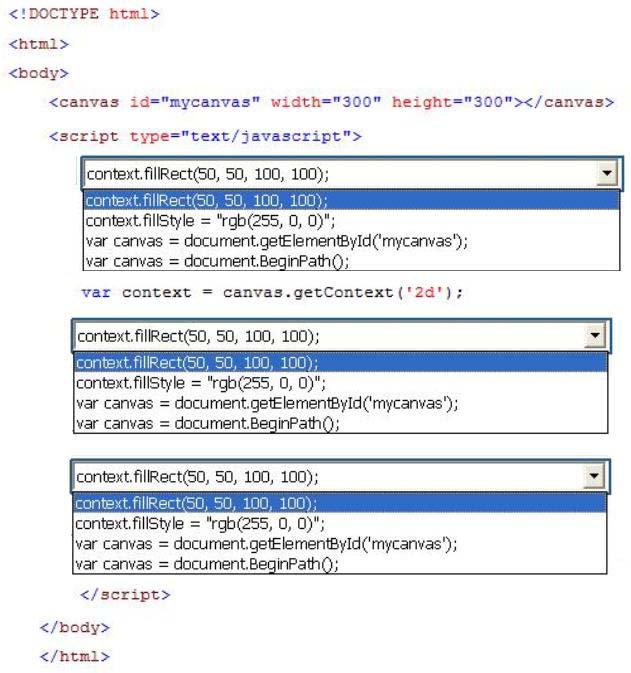 <!DOCTYPE html>
<html>
<body>
<canvas id="mycanvas" width="300" height="300"></canvas>
<script type="text/javascript">
context.fillRect(50, 50, 100, 100);
context.fillRect(50, 50, 100, 100);
context.fillStyle = "rgb(255, 0, 0)";
var canvas = document.getElementById('mycanvas');
var canvas = document.BeginPath();
var context = canvas.getContext('2d');
context.fillRect(50, 50, 100, 100);
context.fillRect(50, 50, 100, 100);
context.fillStyle = "rgb(255, 0, 0)";
var canvas = document.getElementById('mycanvas');
var canvas = document.BeginPath();
context.fillRect(50, 50, 100, 100);
context.fillRect(50, 50, 100, 100);
context.fillStyle = "rgb(255, 0, 0)";
var canvas = document.getElementById('mycanvas');
var canvas = document.BeginPath();
</script>
</body>
</html>